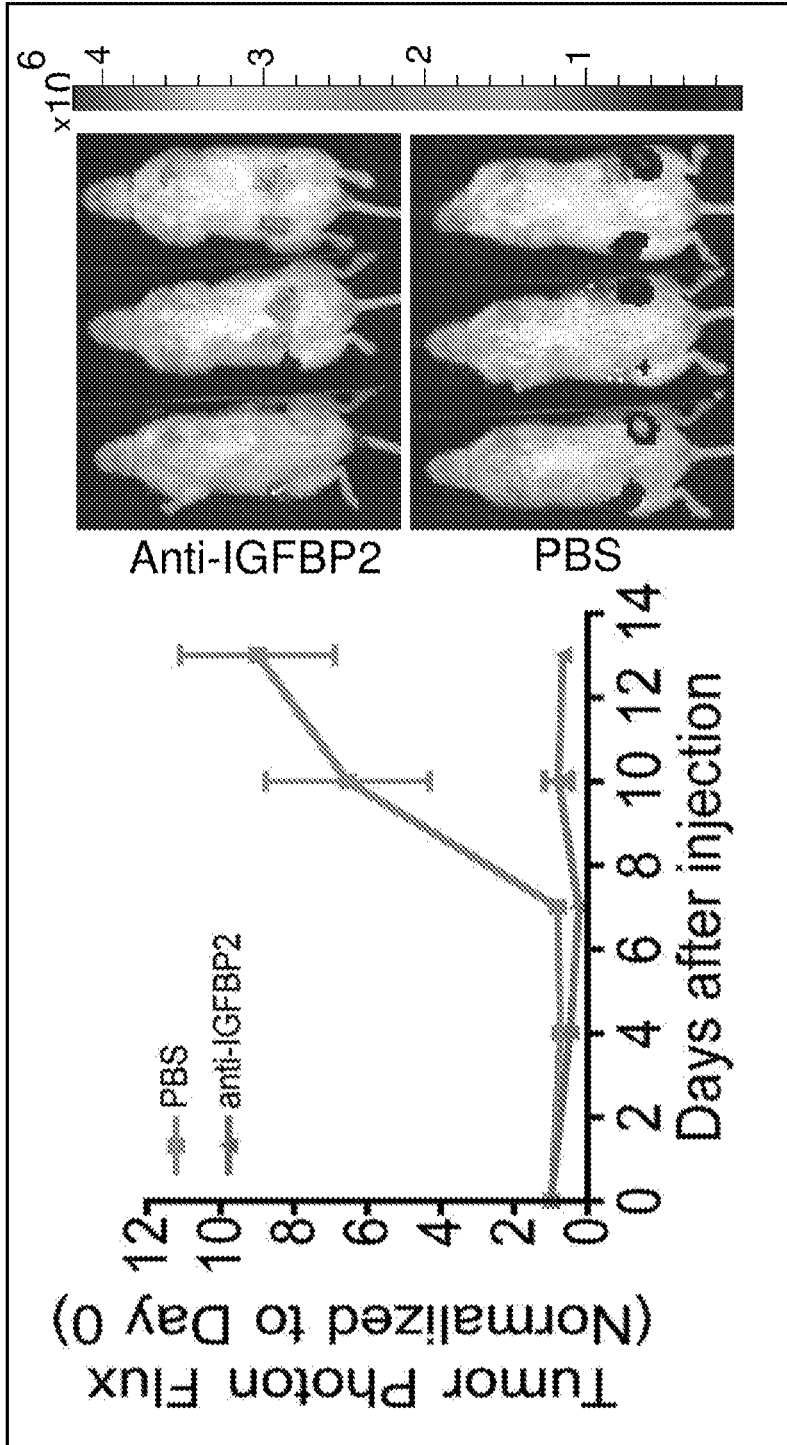 Tumor Photon Flux
(Normalized to Day 0)
12
10
8
6
4
2
0
PBS
anti-IGFBP2
0 2 4 6 8 10 12 14
Days after injection
Anti-IGFBP2
PBS
x10 6
4
3
2
1